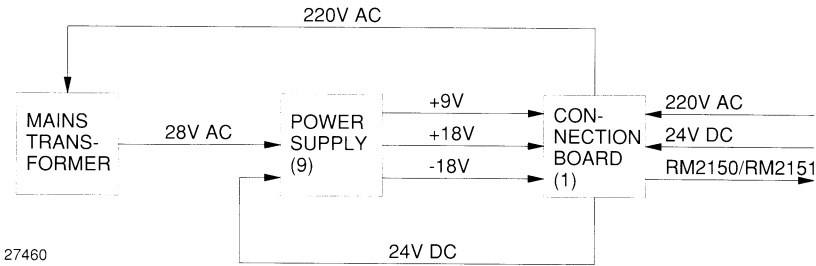 220V AC
MAINS
TRANS-
FORMER
28V AC
POWER
SUPPLY
(9)
+9V
+18V
-18V
CON-
NECTION
BOARD
(1)
220V AC
24V DC
RM2150/RM2151
24V DC
27460